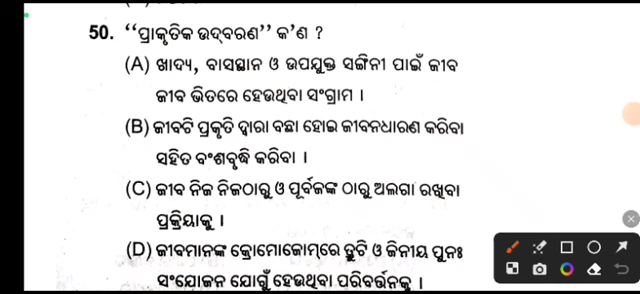 50. ‘‘ପ୍ରାକୃତିକ ଉଦ୍‌ବରଣ’’ କ’ଣ ?
(A) ଖାଦ୍ୟ, ବାସସ୍ଥାନ ଓ ଉପଯୁକ୍ତ ସଙ୍ଗିନୀ ପାଇଁ ଜୀବ
ଜୀବ ଭିତରେ ହେଉଥିବା ସଂଗ୍ରାମ ।
(B) ଜୀବଟି ପ୍ରକୃତି ଦ୍ୱାରା ବଛା ହୋଇ ଜୀବନଧାରଣ କରିବା
ସହିତ ବଂଶବୃଦ୍ଧି କରିବା ।
(C) ଜୀବ ନିଜ ନିଜଠାରୁ ଓ ପୂର୍ବଜଙ୍କ ଠାରୁ ଅଲଗା ରଖିବା
ପ୍ରକ୍ରିୟାକୁ ।
(D) ଜୀବମାନଙ୍କ କ୍ରୋମୋଜୋମ୍‌ରେ ତ୍ରୁଟି ଓ ଜିନୀୟ ପୁନଃ
ସଂଯୋଜନ ଯୋଗୁଁ ହେଉଥିବା ପରିବର୍ତ୍ତନକୁ ।